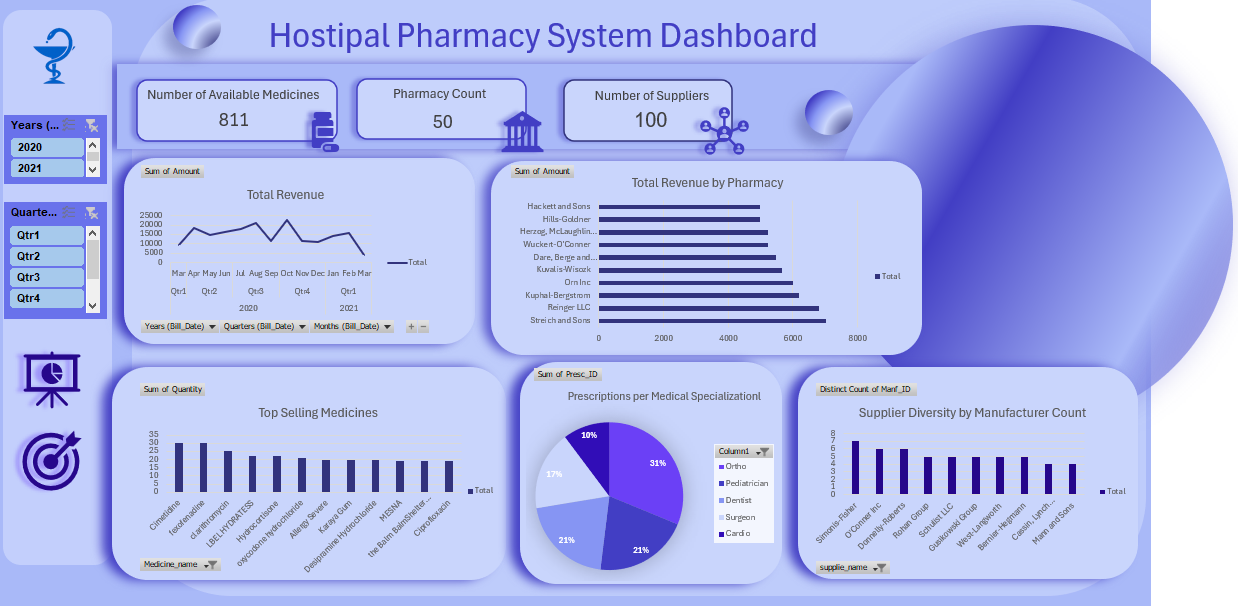 Hostipal Pharmacy System Dashboard
Number of Available Medicines
811
Pharmacy Count
50
Number of Suppliers
100
Years (...
2020
2021
Quarte...
Qtr1
Qtr2
Qtr3
Qtr4
Sum of Amount
Total Revenue
25000
20000
15000
10000
5000
0
Mar Apr May Jun Jul Aug Sep Oct Nov Dec Jan Feb Mar
Qtr1 Qtr2 Qtr3 Qtr4 Qtr1
2020 2021
Total
Years (Bill_Date) Quarters (Bill_Date) Months (Bill_Date) + −
Sum of Amount
Total Revenue by Pharmacy
Hackett and Sons
Hills-Goldner
Herzog, McLaughlin...
Wuckert-O'Conner
Dare, Berge and...
Kuvalis-Wisozk
Orn Inc
Kuphal-Bergstrom
Reinger LLC
Streich and Sons
0 2000 4000 6000 8000
Total
Sum of Quantity
Top Selling Medicines
35
30
25
20
15
10
5
0
Cimetidine
fexofenadine
clarithromycin
LBEL HYDRATESS
Hydrocortisone
oxycodone hydrochloride
Allergy Severe
Karaya Gum
Desipramine Hydrochloride
MESNA
the Balm BalmShelter...
Ciprofloxacin
Total
Medicine_name
Sum of Presc_ID
Prescriptions per Medical Specializationl
10%
31%
17%
21%
21%
Column1
Ortho
Pediatrician
Dentist
Surgeon
Cardio
Distinct Count of Manf_ID
Supplier Diversity by Manufacturer Count
8
7
6
5
4
3
2
1
0
Simonis-Fisher
O'Conner Inc
Donnelly-Roberts
Rohan Group
Schulist LLC
Gusikowski Group
West-Langworth
Bernier-Hegmann
Cassin, Lynch...
Mann and Sons
Total
supplie_name